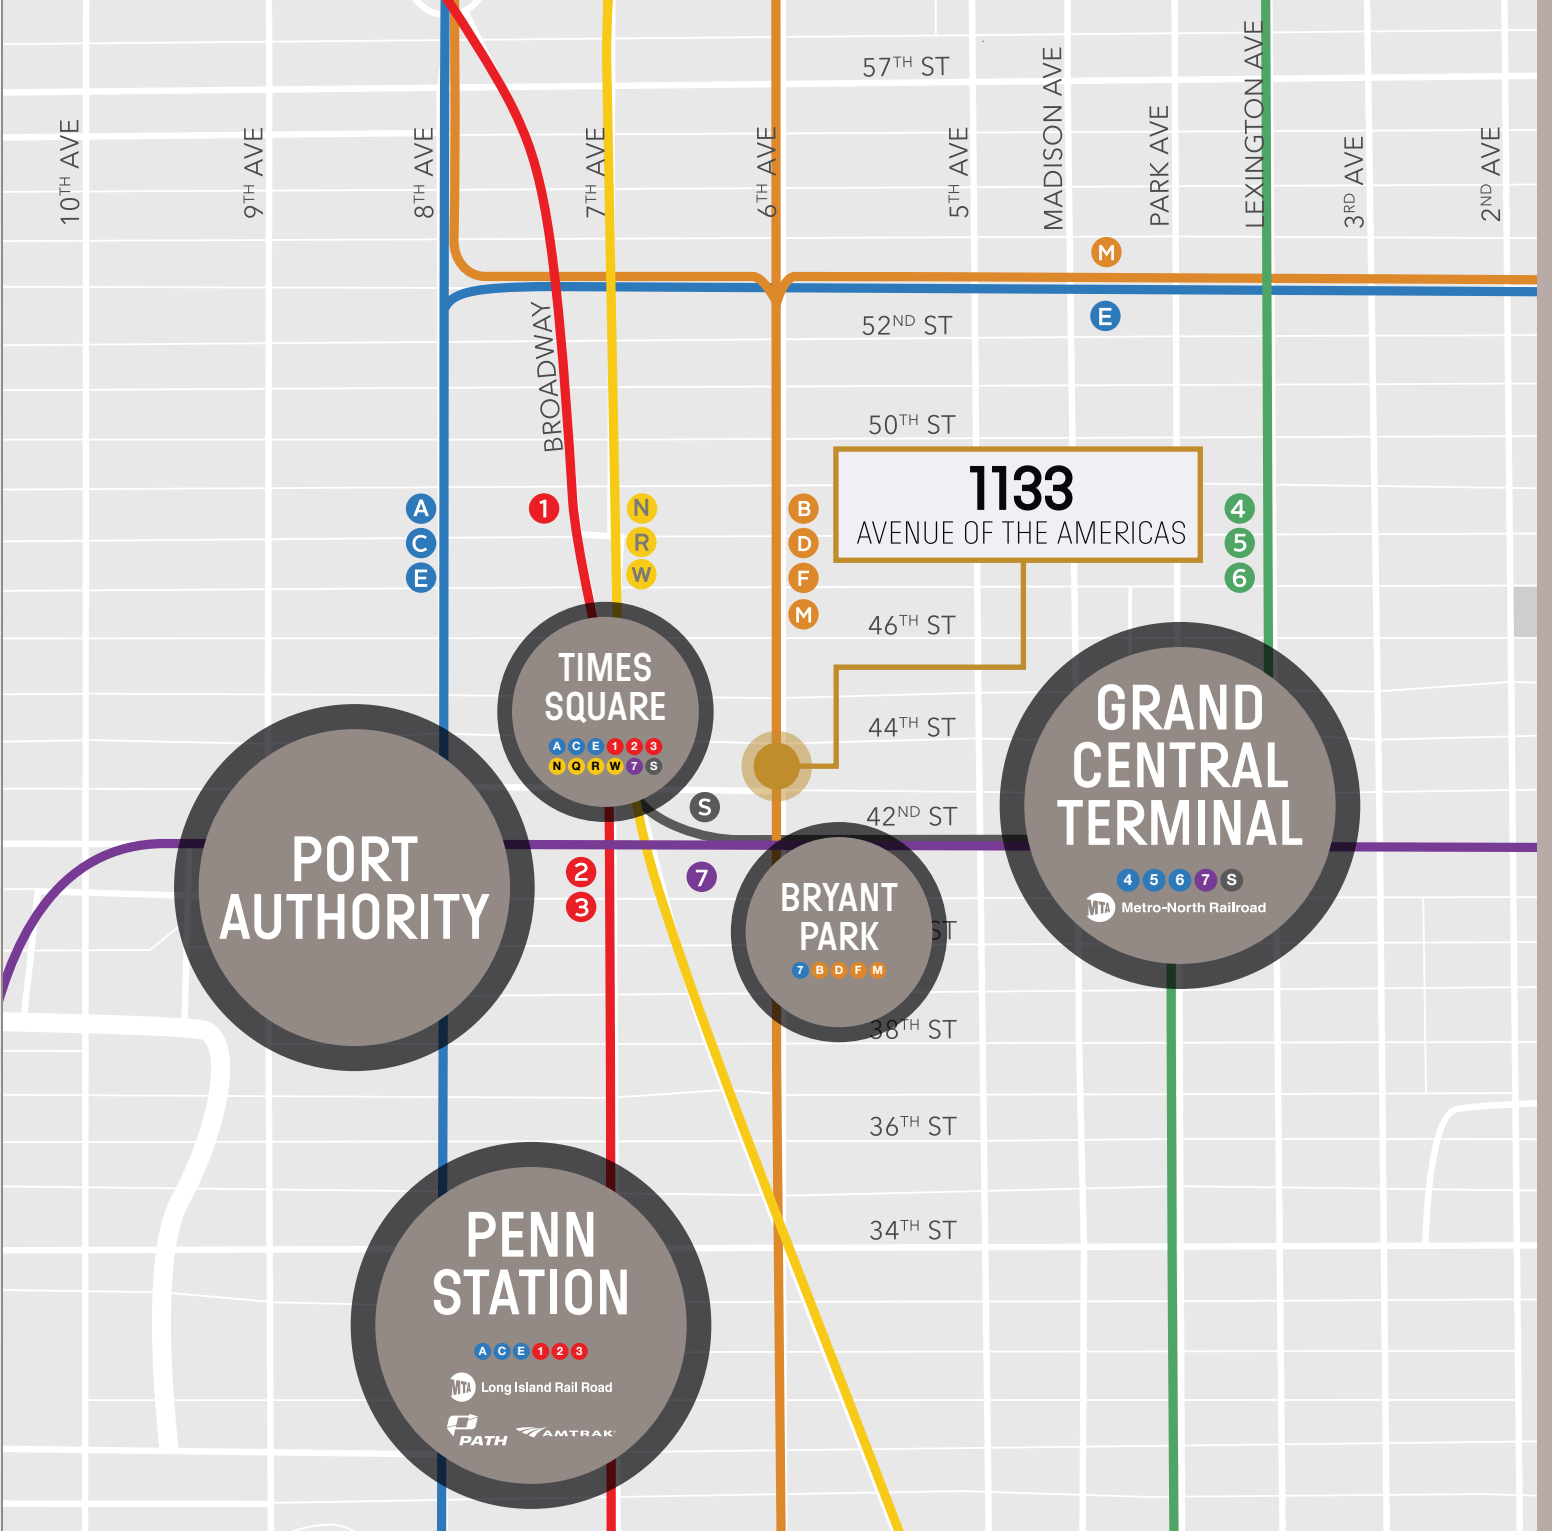 57TH ST
10TH AVE
9TH AVE
8TH AVE
7TH AVE
6TH AVE
5TH AVE
MADISON AVE
PARK AVE
LEXINGTON AVE
3RD AVE
2ND AVE
M
E
52ND ST
BROADWAY
50TH ST
1133
AVENUE OF THE AMERICAS
A
C
E
1
N
R
W
B
D
F
M
4
5
6
46TH ST
TIMES
SQUARE
A C E 1 2 3
N Q R W 7 S
44TH ST
GRAND
CENTRAL
TERMINAL
4 5 6 7 S
MTA Metro-North Railroad
S
42ND ST
PORT
AUTHORITY
2
3
7
BRYANT
PARK
7 B D F M
ST
38TH ST
36TH ST
34TH ST
PENN
STATION
A C E 1 2 3
MTA Long Island Rail Road
PATH AMTRAK